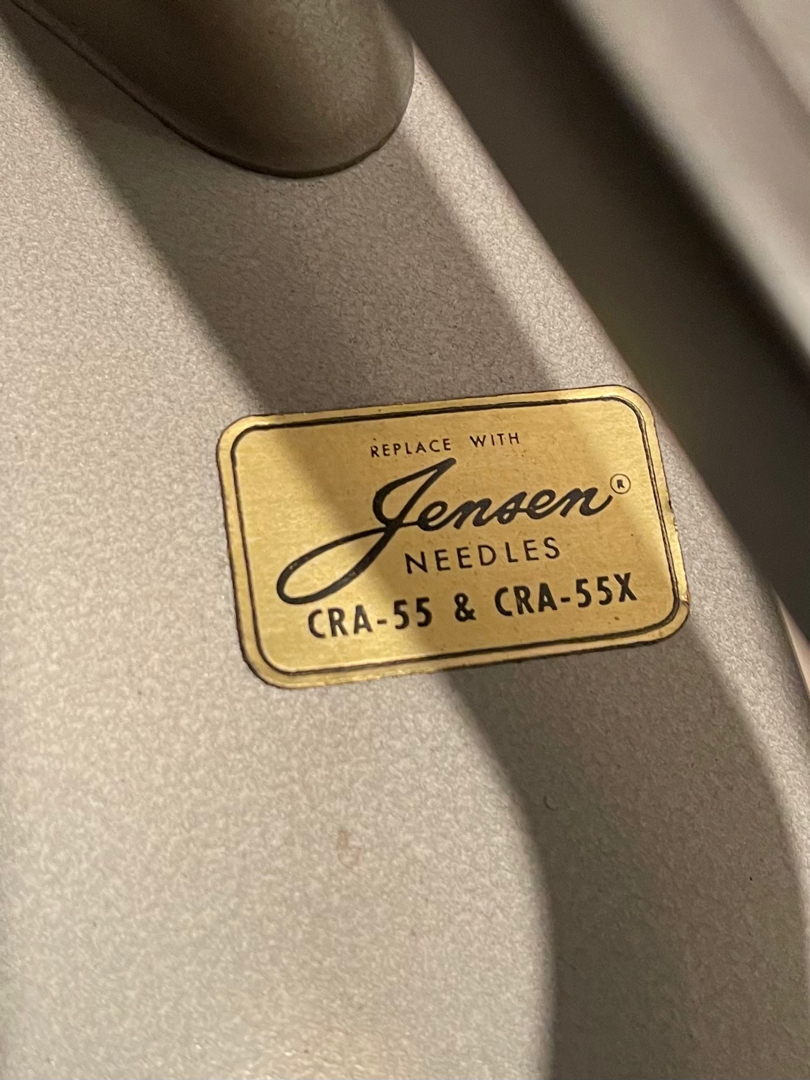 REPLACE WITH
Jensen®
NEEDLES
CRA-55 & CRA-55X